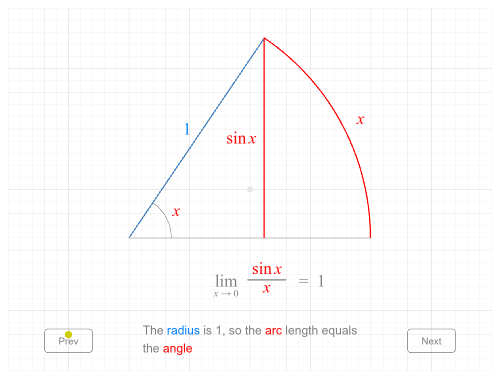 1
sin x
x
x
lim x → 0 sin x / x = 1
The radius is 1, so the arc length equals
the angle
Prev
Next